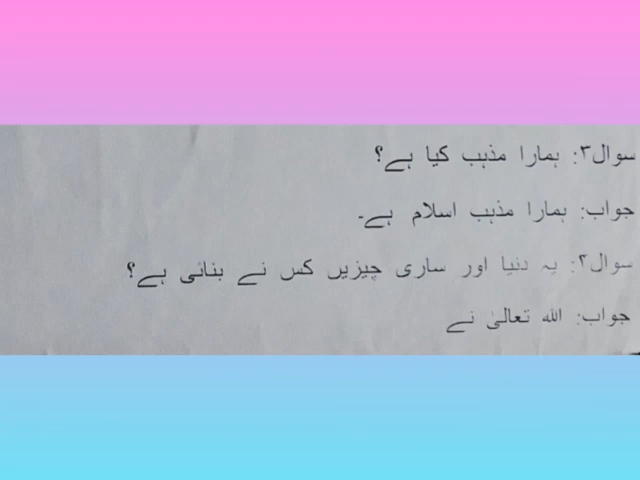 سوال۳: ہمارا مذہب کیا ہے؟
جواب: ہمارا مذہب اسلام ہے۔
سوال۴: یہ دنیا اور ساری چیزیں کس نے بنائی ہے؟
جواب: اللہ تعالیٰ نے